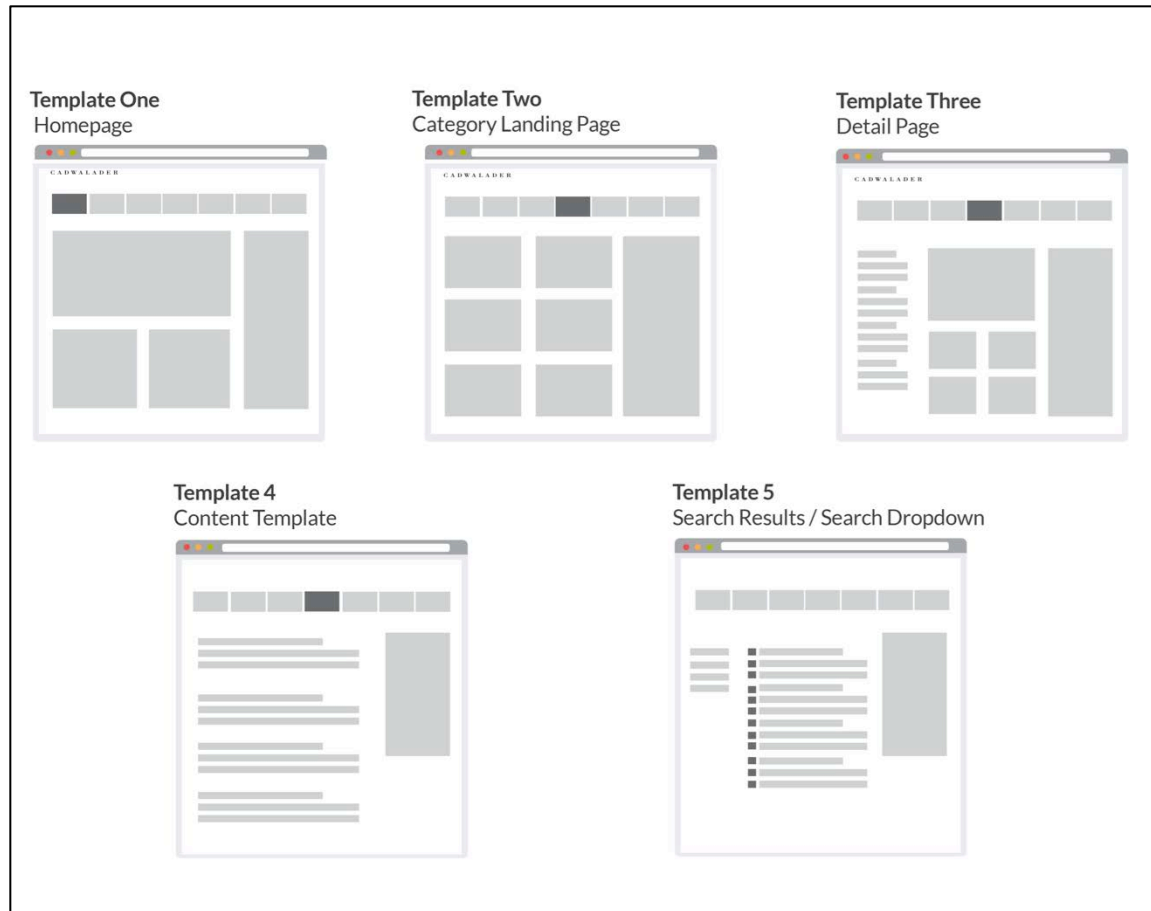 Template One
Homepage
CADWALADER
Template Two
Category Landing Page
CADWALADER
Template Three
Detail Page
CADWALADER
Template 4
Content Template
Template 5
Search Results / Search Dropdown